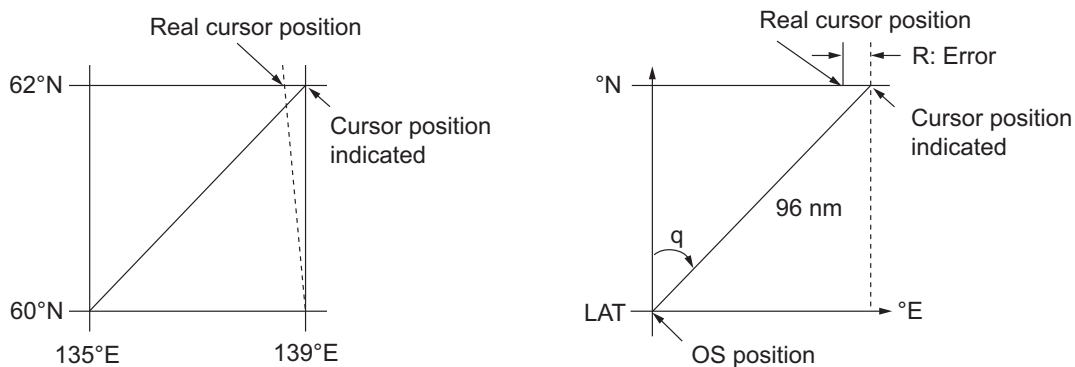 Real cursor position
62°N
Cursor position
indicated
60°N
135°E
139°E
Real cursor position
R: Error
°N
Cursor position
indicated
96 nm
q
LAT
°E
OS position